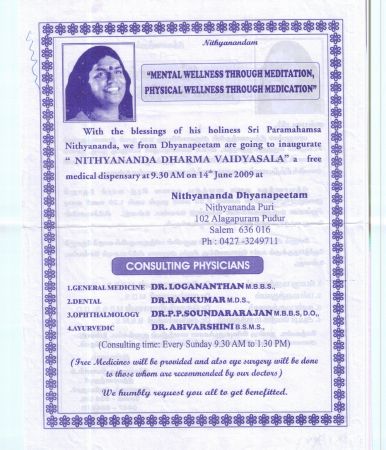 Nithyanandam
"MENTAL WELLNESS THROUGH MEDITATION,
PHYSICAL WELLNESS THROUGH MEDICATION"
With the blessings of his holiness Sri Paramahamsa
Nithyananda, we from Dhyanapeetam are going to inaugurate
" NITHYANANDA DHARMA VAIDYASALA" a free
medical dispensary at 9.30 AM on 14th June 2009 at
Nithyananda Dhyanapeetam
Nithyananda Puri
102 Alagapuram Pudur
Salem 636 016
Ph : 0427 -3249711
CONSULTING PHYSICIANS
1.GENERAL MEDICINE DR.LOGANANTHAN M.B.B.S.,
2.DENTAL DR.RAMKUMAR M.D.S.,
3.OPHTHALMOLOGY DR.P.P.SOUNDARARAJAN M.B.B.S, D.O.,
4.AYURVEDIC DR.ABIVARSHINI B.S.M.S.,
(Consulting time: Every Sunday 9.30 AM to 1.30 PM)
(Free Medicines will be provided and also eye surgery will be done
to those whom are recommended by our doctors)
We humbly request you all to get benefitted.